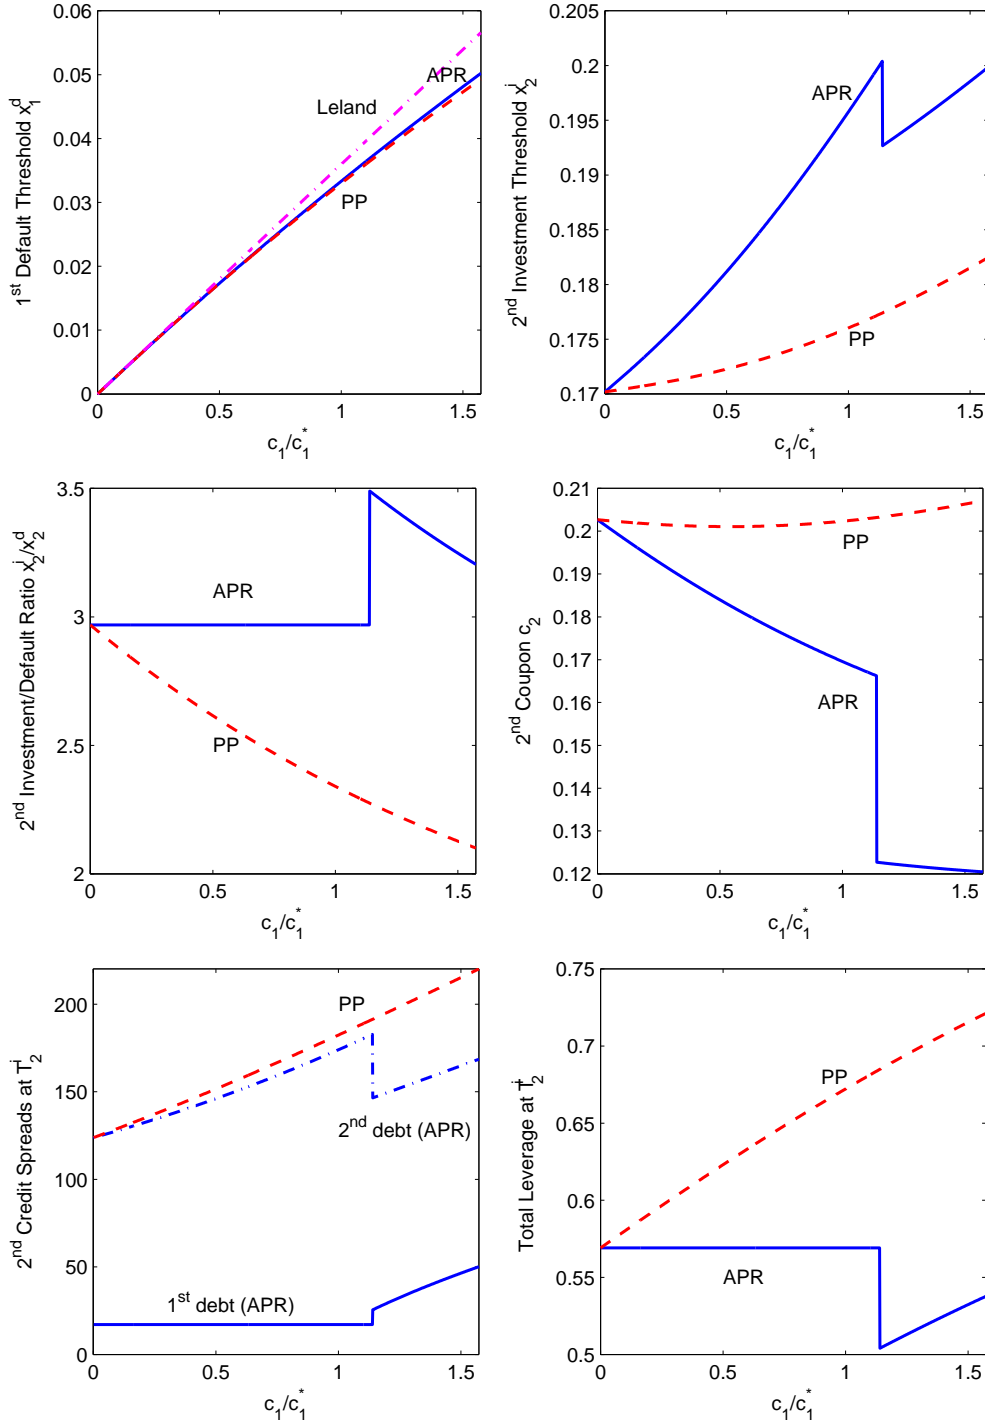 0.06
0.05
0.04
0.03
0.02
0.01
0
0
0.5
1
1.5
1st Default Threshold x1d
c1/c1*
APR
Leland
PP
0.205
0.2
0.195
0.19
0.185
0.18
0.175
0.17
0
0.5
1
1.5
2nd Investment Threshold x2i
c1/c1*
APR
PP
3.5
3
2.5
2
0
0.5
1
1.5
2nd Investment/Default Ratio x2i/x2d
c1/c1*
APR
PP
0.21
0.2
0.19
0.18
0.17
0.16
0.15
0.14
0.13
0.12
0
0.5
1
1.5
2nd Coupon c2
c1/c1*
PP
APR
200
150
100
50
0
0
0.5
1
1.5
2nd Credit Spreads at T2i
c1/c1*
PP
2nd debt (APR)
1st debt (APR)
0.75
0.7
0.65
0.6
0.55
0.5
0
0.5
1
1.5
Total Leverage at T2i
c1/c1*
PP
APR